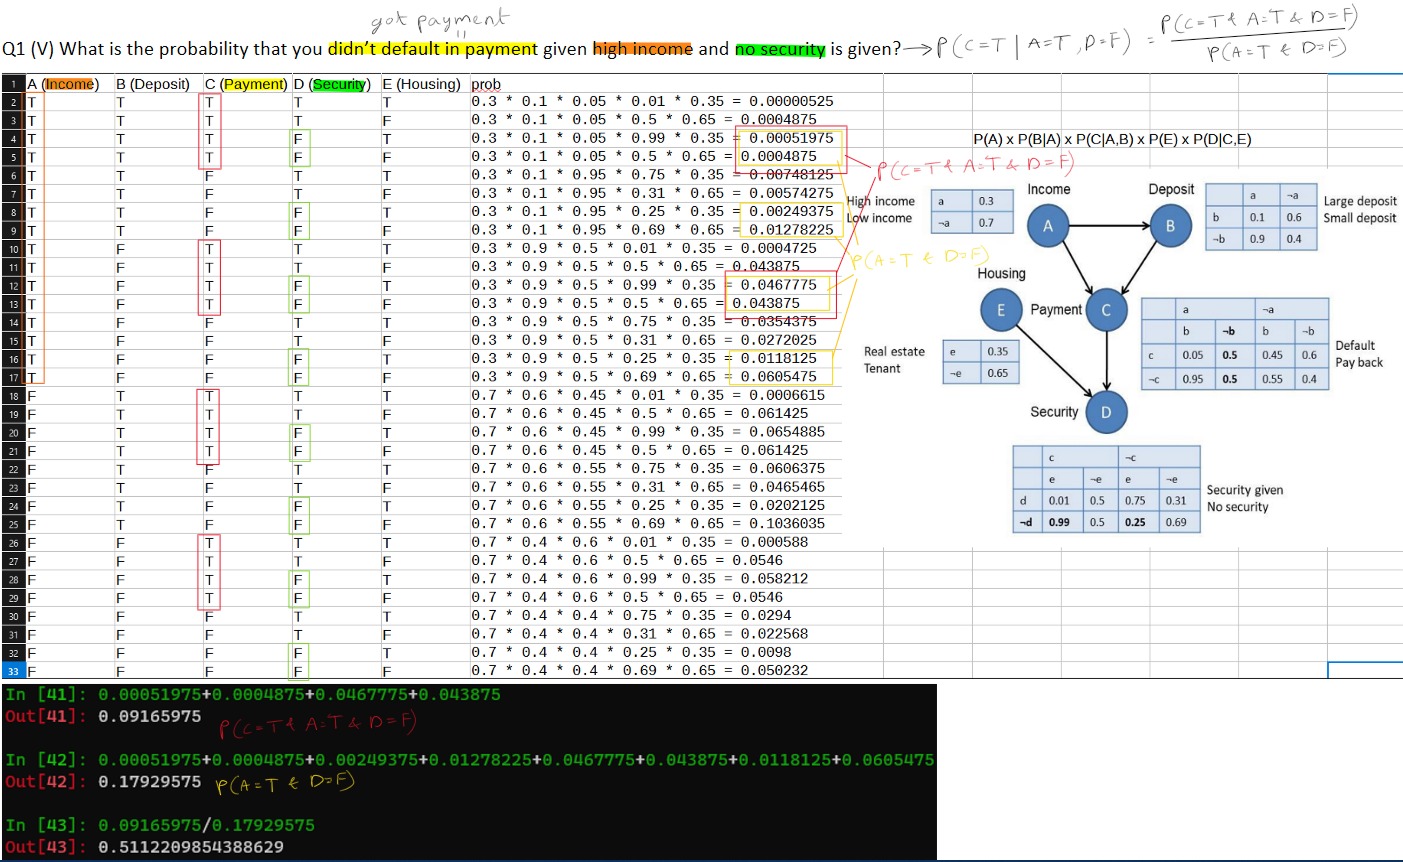 got payment
Q1 (V) What is the probability that you didn't default in payment given high income and no security is given? → P(C=T | A=T, D=F) = P(C=T & A=T & D=F) / P(A=T & D=F)
1 A (Income) B (Deposit) C (Payment) D (Security) E (Housing) prob
2 T T T T T 0.3 * 0.1 * 0.05 * 0.01 * 0.35 = 0.00000525
3 T T T T F 0.3 * 0.1 * 0.05 * 0.5 * 0.65 = 0.0004875
4 T T T F T 0.3 * 0.1 * 0.05 * 0.99 * 0.35 = 0.00051975
5 T T T F F 0.3 * 0.1 * 0.05 * 0.5 * 0.65 = 0.0004875
6 T T F T T 0.3 * 0.1 * 0.95 * 0.75 * 0.35 = 0.00748125
7 T T F T F 0.3 * 0.1 * 0.95 * 0.31 * 0.65 = 0.00574275
8 T T F F T 0.3 * 0.1 * 0.95 * 0.25 * 0.35 = 0.00249375
9 T T F F F 0.3 * 0.1 * 0.95 * 0.69 * 0.65 = 0.01278225
10 T F T T T 0.3 * 0.9 * 0.5 * 0.01 * 0.35 = 0.0004725
11 T F T T F 0.3 * 0.9 * 0.5 * 0.5 * 0.65 = 0.043875
12 T F T F T 0.3 * 0.9 * 0.5 * 0.99 * 0.35 = 0.0467775
13 T F T F F 0.3 * 0.9 * 0.5 * 0.5 * 0.65 = 0.043875
14 T F F T T 0.3 * 0.9 * 0.5 * 0.75 * 0.35 = 0.0354375
15 T F F T F 0.3 * 0.9 * 0.5 * 0.31 * 0.65 = 0.0272025
16 T F F F T 0.3 * 0.9 * 0.5 * 0.25 * 0.35 = 0.0118125
17 T F F F F 0.3 * 0.9 * 0.5 * 0.69 * 0.65 = 0.0605475
18 F T T T T 0.7 * 0.6 * 0.45 * 0.01 * 0.35 = 0.0006615
19 F T T T F 0.7 * 0.6 * 0.45 * 0.5 * 0.65 = 0.061425
20 F T T F T 0.7 * 0.6 * 0.45 * 0.99 * 0.35 = 0.0654885
21 F T T F F 0.7 * 0.6 * 0.45 * 0.5 * 0.65 = 0.061425
22 F T F T T 0.7 * 0.6 * 0.55 * 0.75 * 0.35 = 0.0606375
23 F T F T F 0.7 * 0.6 * 0.55 * 0.31 * 0.65 = 0.0465465
24 F T F F T 0.7 * 0.6 * 0.55 * 0.25 * 0.35 = 0.0202125
25 F T F F F 0.7 * 0.6 * 0.55 * 0.69 * 0.65 = 0.1036035
26 F F T T T 0.7 * 0.4 * 0.6 * 0.01 * 0.35 = 0.000588
27 F F T T F 0.7 * 0.4 * 0.6 * 0.5 * 0.65 = 0.0546
28 F F T F T 0.7 * 0.4 * 0.6 * 0.99 * 0.35 = 0.058212
29 F F T F F 0.7 * 0.4 * 0.6 * 0.5 * 0.65 = 0.0546
30 F F F T T 0.7 * 0.4 * 0.4 * 0.75 * 0.35 = 0.0294
31 F F F T F 0.7 * 0.4 * 0.4 * 0.31 * 0.65 = 0.022568
32 F F F F T 0.7 * 0.4 * 0.4 * 0.25 * 0.35 = 0.0098
33 F F F F F 0.7 * 0.4 * 0.4 * 0.69 * 0.65 = 0.050232
P(A) x P(B|A) x P(C|A,B) x P(E) x P(D|C,E)
P(C=T & A=T & D=F)
P(A=T & D=F)
High income a 0.3
Low income ¬a 0.7
Income
A
Deposit
B
a ¬a
b 0.1 0.6 Large deposit
¬b 0.9 0.4 Small deposit
Housing
E
Payment C
Real estate e 0.35
Tenant ¬e 0.65
a ¬a
b ¬b b ¬b
c 0.05 0.5 0.45 0.6 Default
¬c 0.95 0.5 0.55 0.4 Pay back
Security D
c ¬c
e ¬e e ¬e
d 0.01 0.5 0.75 0.31 Security given
¬d 0.99 0.5 0.25 0.69 No security
In [41]: 0.00051975+0.0004875+0.0467775+0.043875
Out[41]: 0.09165975 P(C=T & A=T & D=F)
In [42]: 0.00051975+0.0004875+0.00249375+0.01278225+0.0467775+0.043875+0.0118125+0.0605475
Out[42]: 0.17929575 P(A=T & D=F)
In [43]: 0.09165975/0.17929575
Out[43]: 0.5112209854388629